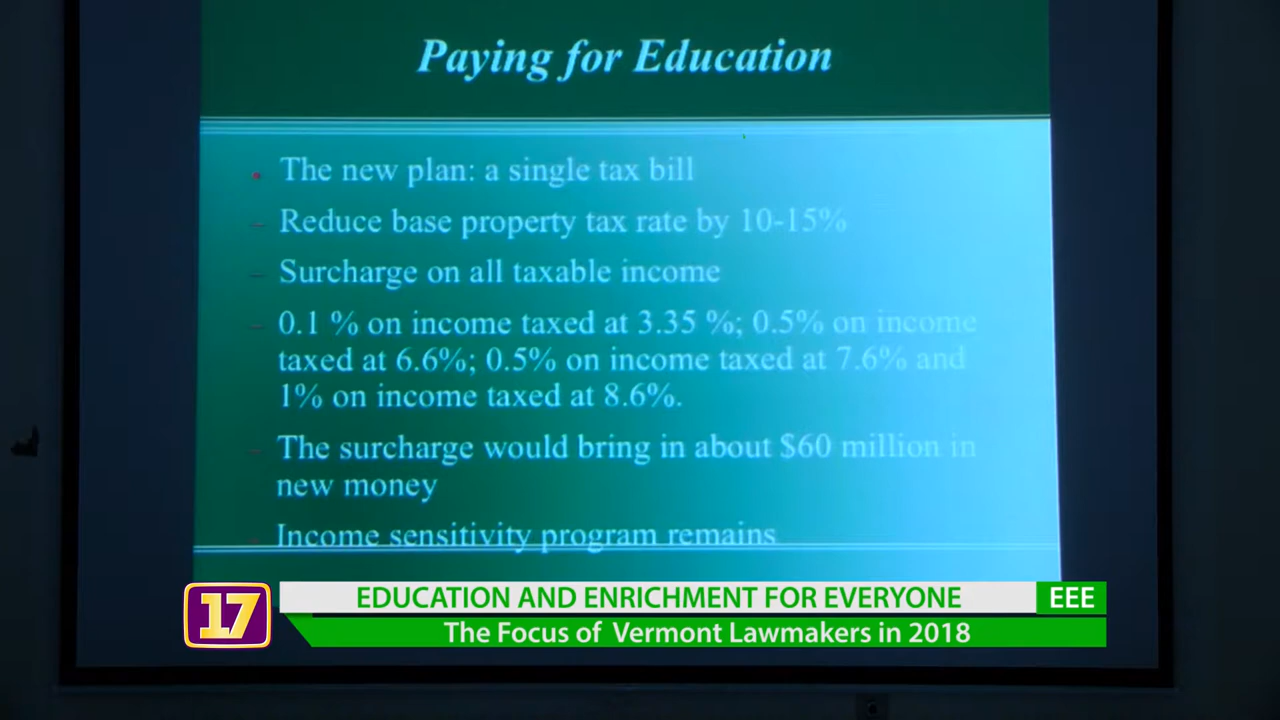 Paying for Education
The new plan: a single tax bill
Reduce base property tax rate by 10-15%
Surcharge on all taxable income
0.1 % on income taxed at 3.35 %; 0.5% on income
taxed at 6.6%; 0.5% on income taxed at 7.6% and
1% on income taxed at 8.6%.
The surcharge would bring in about $60 million in
new money
Income sensitivity program remains
17
EDUCATION AND ENRICHMENT FOR EVERYONE
EEE
The Focus of Vermont Lawmakers in 2018